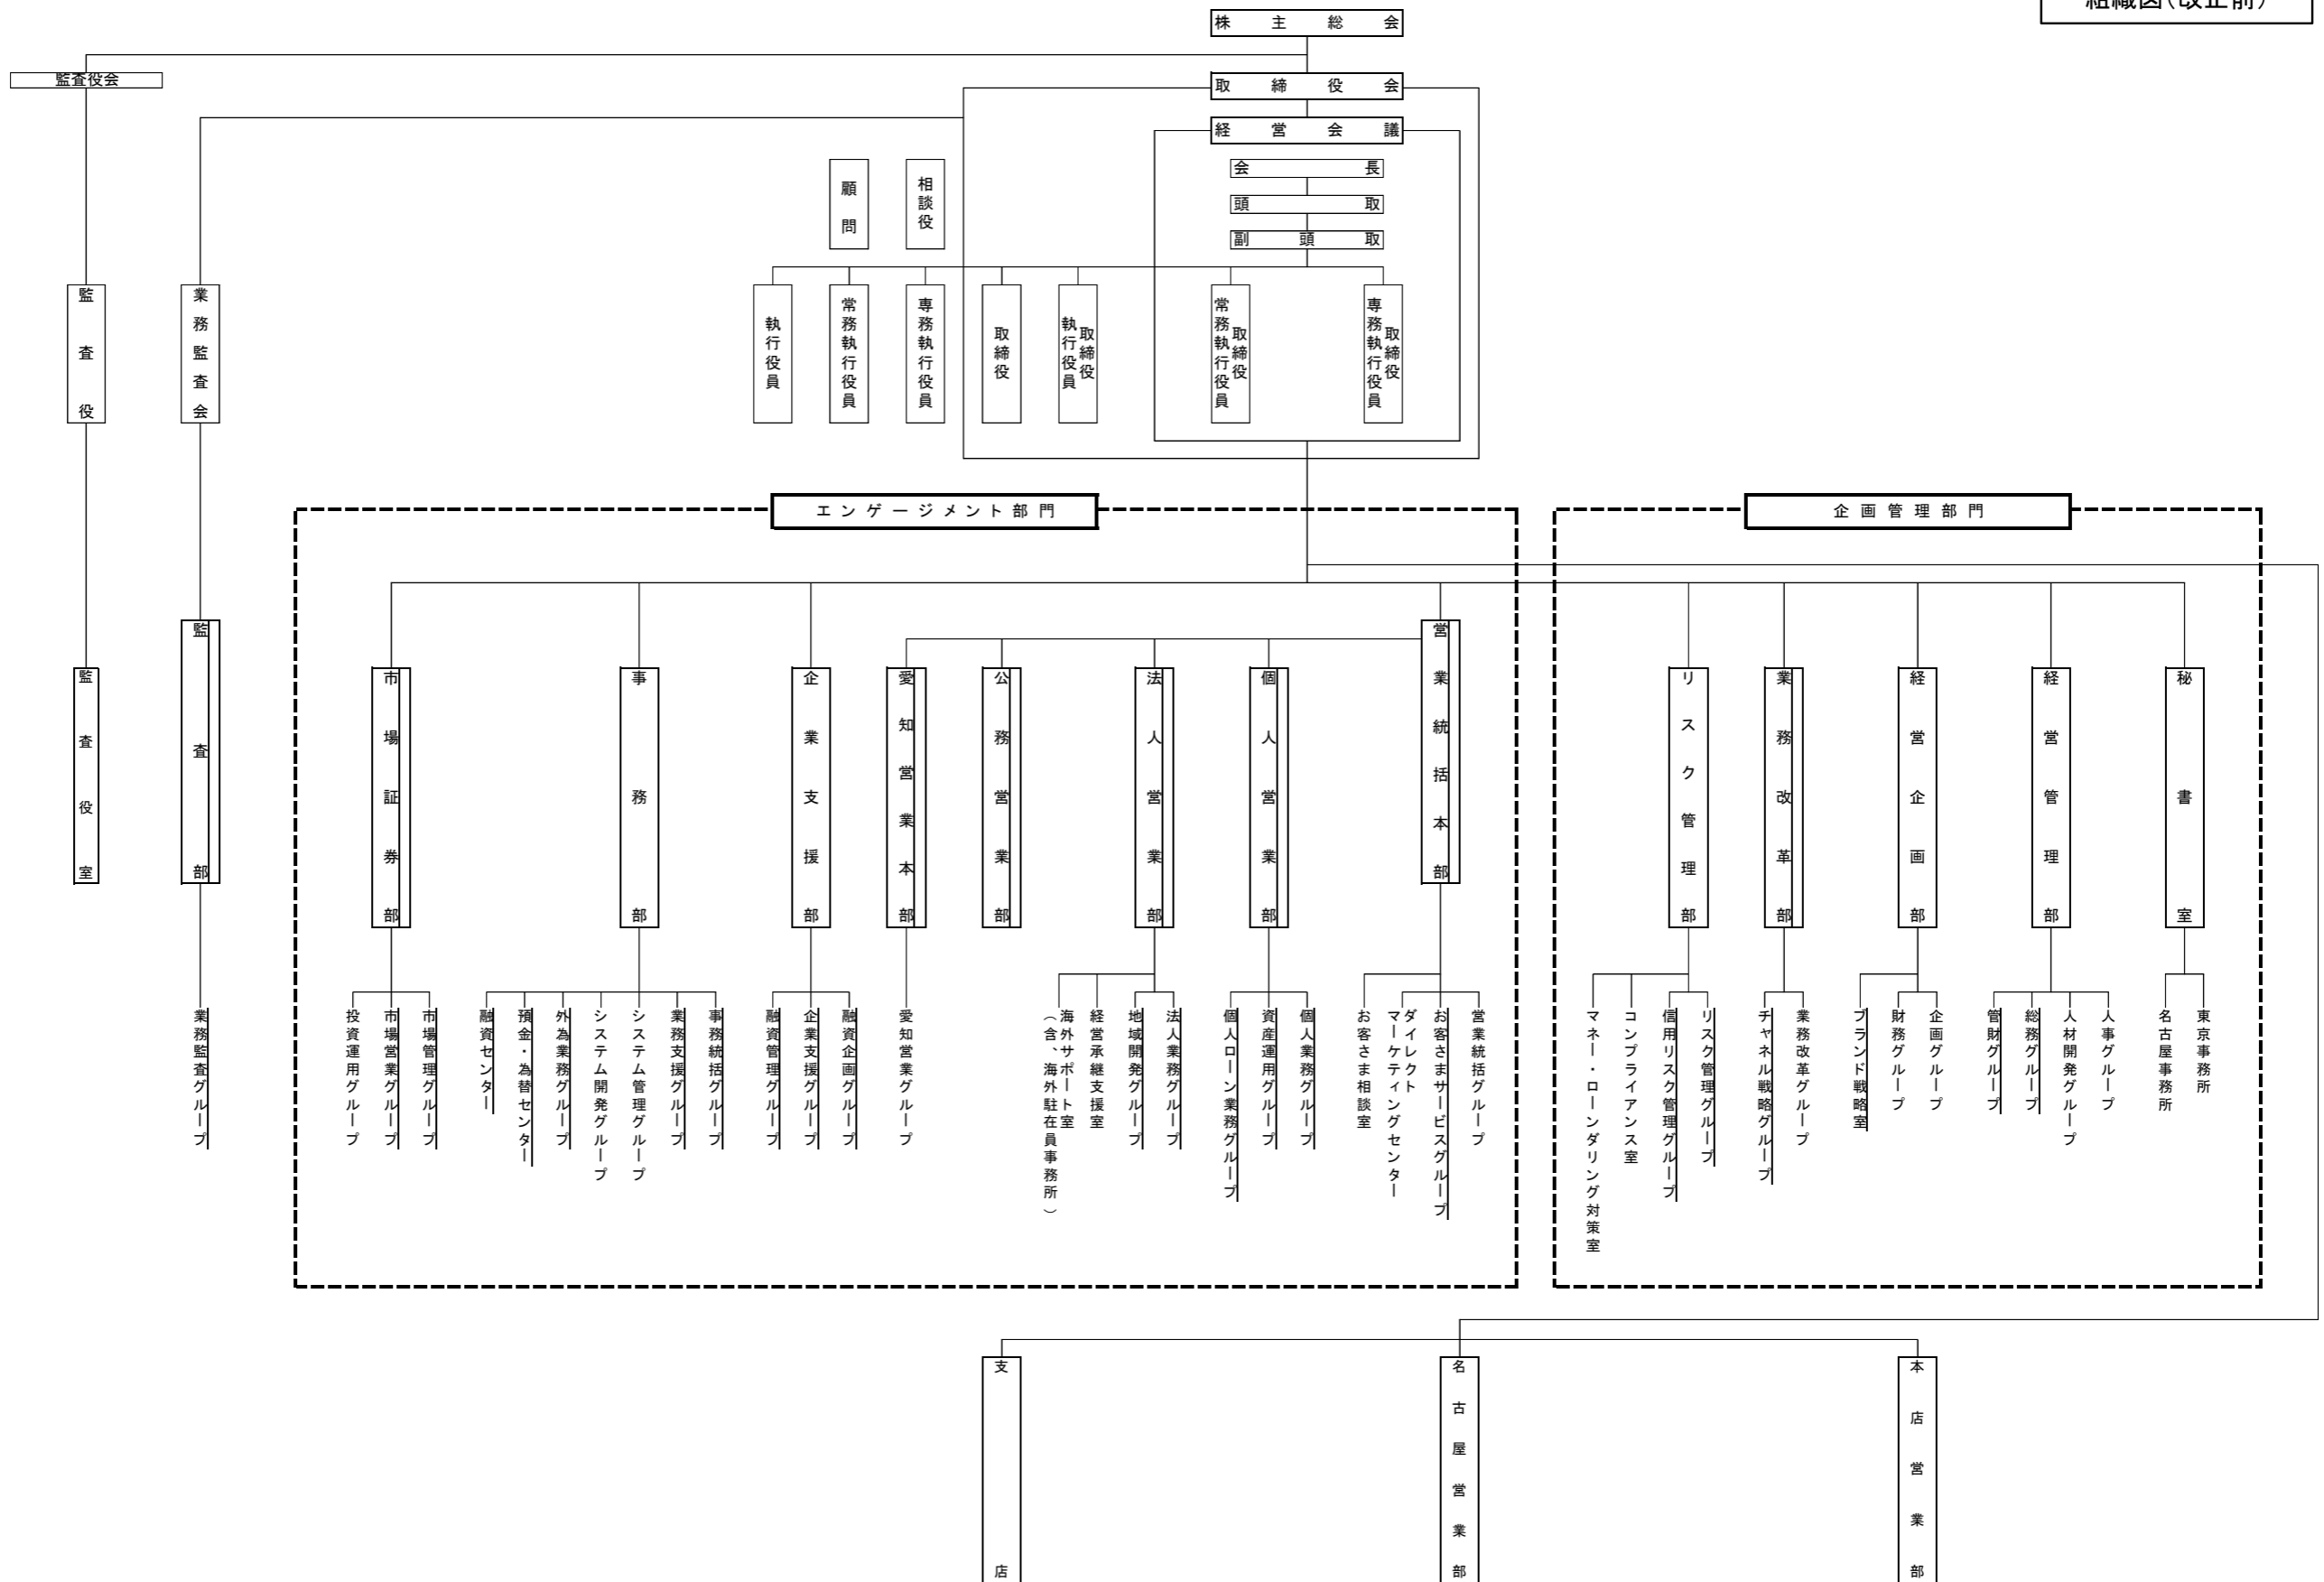 組織図(改正前)
株主総会
監査役会
取締役会
経営会議
会長
頭取
副頭取
相談役
顧問
取締役
専務執行役員
取締役
常務執行役員
取締役
執行役員
取締役
専務執行役員
常務執行役員
執行役員
業務監査会
監査役
エンゲージメント部門
企画管理部門
秘書室
経営管理部
経営企画部
業務改革部
リスク管理部
営業統括本部
個人営業部
法人営業部
公務営業部
愛知営業本部
企業支援部
事務部
市場証券部
監査部
監査役室
東京事務所
名古屋事務所
人事グループ
人材開発グループ
総務グループ
管財グループ
企画グループ
財務グループ
ブランド戦略室
業務改革グループ
チャネル戦略グループ
リスク管理グループ
信用リスク管理グループ
コンプライアンス室
マネー・ローンダリング対策室
営業統括グループ
お客さまサービスグループ
ダイレクト
マーケティングセンター
お客さま相談室
個人業務グループ
資産運用グループ
個人ローン業務グループ
法人業務グループ
地域開発グループ
経営承継支援室
海外サポート室
（含、海外駐在員事務所）
愛知営業グループ
融資企画グループ
企業支援グループ
融資管理グループ
事務統括グループ
業務支援グループ
システム管理グループ
システム開発グループ
外為業務グループ
預金・為替センター
融資センター
市場管理グループ
市場営業グループ
投資運用グループ
業務監査グループ
本店営業部
名古屋営業部
支店